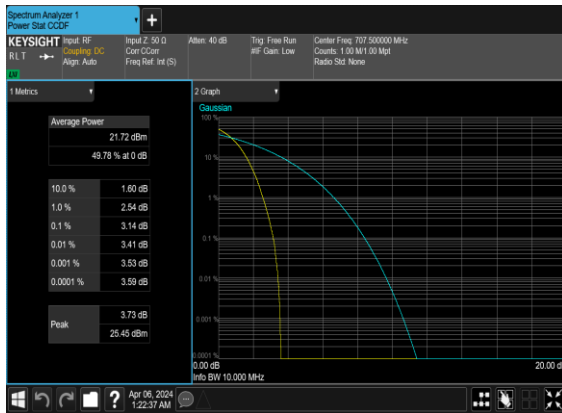 Spectrum Analyzer 1
Power Stat CCDF
KEYSIGHT
RLT
Input: RF
Coupling: DC
Align: Auto
Input Z: 50 Ω
Corr CCorr
Freq Ref: Int (S)
Atten: 40 dB
Trig: Free Run
#IF Gain: Low
Center Freq: 707.500000 MHz
Counts: 1.00 M/1.00 Mpt
Radio Std: None
1 Metrics
Average Power
21.72 dBm
49.78 % at 0 dB
10.0 % 1.60 dB
1.0 % 2.54 dB
0.1 % 3.14 dB
0.01 % 3.41 dB
0.001 % 3.53 dB
0.0001 % 3.59 dB
Peak
3.73 dB
25.45 dBm
2 Graph
Gaussian
100 %
10 %
1 %
0.1 %
0.01 %
0.001 %
0.0001 %
0.00 dB
20.00 d
Info BW 10.000 MHz
?
Apr 06, 2024
1:22:37 AM